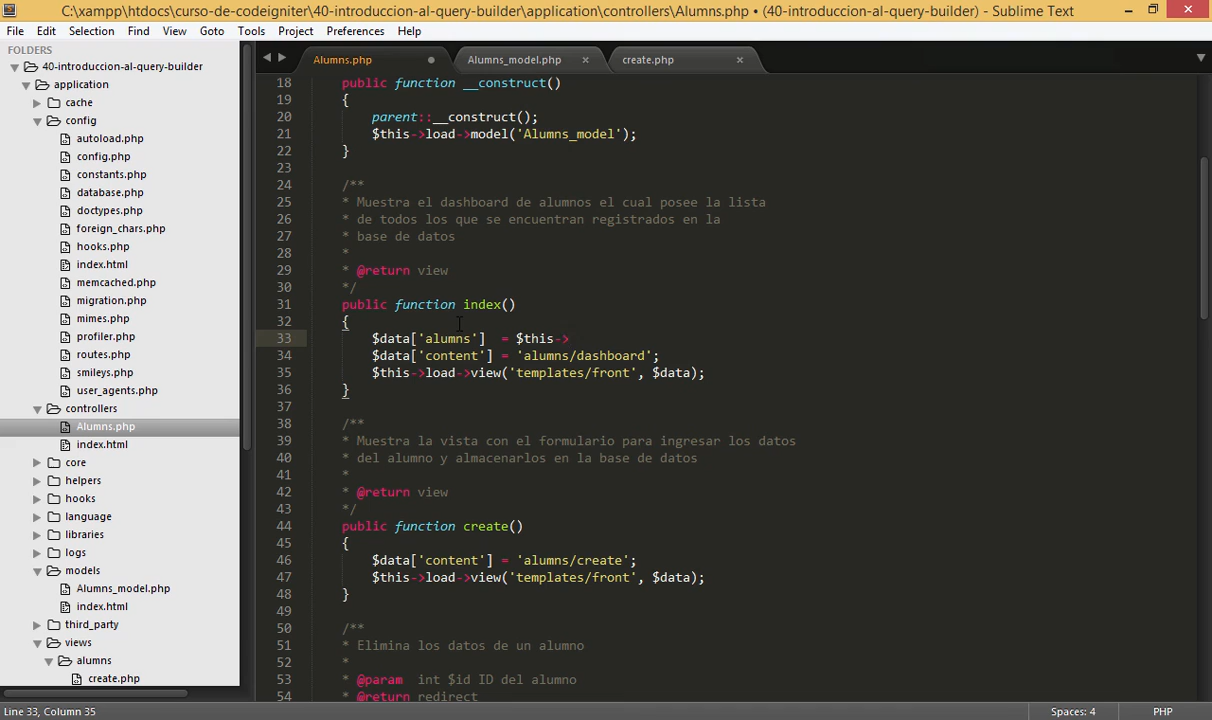 C:\xampp\htdocs\curso-de-codeigniter\40-introduccion-al-query-builder\application\controllers\Alumns.php • (40-introduccion-al-query-builder) - Sublime Text
File Edit Selection Find View Goto Tools Project Preferences Help
FOLDERS
40-introduccion-al-query-builder
application
cache
config
autoload.php
config.php
constants.php
database.php
doctypes.php
foreign_chars.php
hooks.php
index.html
memcached.php
migration.php
mimes.php
profiler.php
routes.php
smileys.php
user_agents.php
controllers
Alumns.php
index.html
core
helpers
hooks
language
libraries
logs
models
Alumns_model.php
index.html
third_party
views
alumns
create.php
Alumns.php Alumns_model.php create.php
18 public function __construct()
19 {
20 parent::__construct();
21 $this->load->model('Alumns_model');
22 }
23
24 /**
25 * Muestra el dashboard de alumnos el cual posee la lista
26 * de todos los que se encuentran registrados en la
27 * base de datos
28 *
29 * @return view
30 */
31 public function index()
32 {
33 $data['alumns']  = $this->
34 $data['content'] = 'alumns/dashboard';
35 $this->load->view('templates/front', $data);
36 }
37
38 /**
39 * Muestra la vista con el formulario para ingresar los datos
40 * del alumno y almacenarlos en la base de datos
41 *
42 * @return view
43 */
44 public function create()
45 {
46 $data['content'] = 'alumns/create';
47 $this->load->view('templates/front', $data);
48 }
49
50 /**
51 * Elimina los datos de un alumno
52 *
53 * @param  int $id ID del alumno
54 * @return redirect
Line 33, Column 35 Spaces: 4 PHP